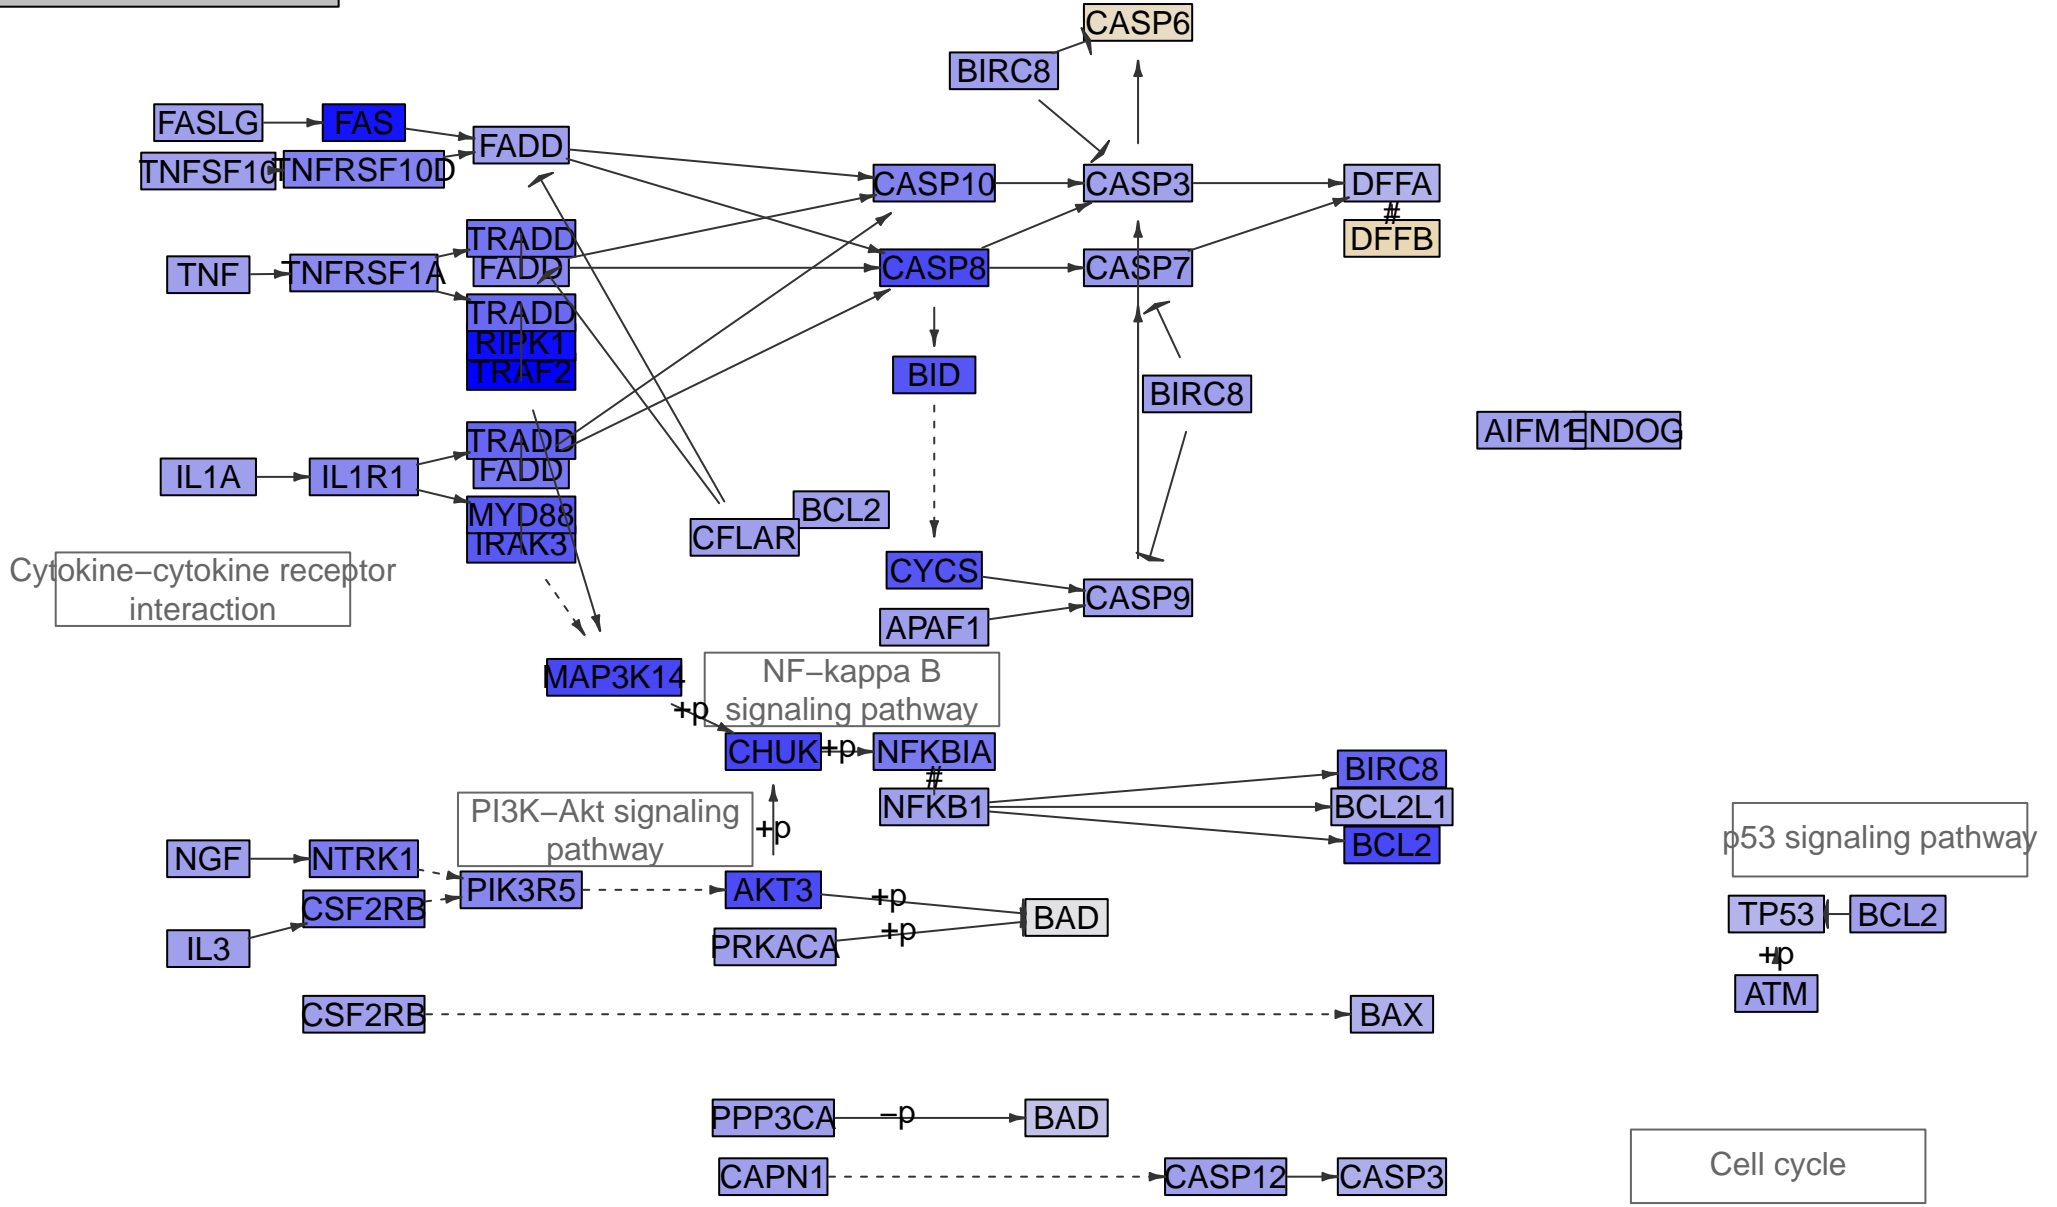 CASP6
BIRC8
FASLG
FAS
FADD
TNFSF10
TNFRSF10D
CASP10
CASP3
DFFA
#
DFFB
TRADD
FADD
TNF
TNFRSF1A
CASP8
CASP7
TRADD
RIPK1
TRAF2
BID
BIRC8
AIFM1
ENDOG
TRADD
FADD
IL1A
IL1R1
MYD88
IRAK3
BCL2
CFLAR
Cytokine−cytokine receptor
interaction
CYCS
CASP9
APAF1
MAP3K14
NF−kappa B
signaling pathway
+p
CHUK
+p
NFKBIA
#
NFKB1
BIRC8
BCL2L1
BCL2
PI3K−Akt signaling
pathway
+p
p53 signaling pathway
NGF
NTRK1
PIK3R5
AKT3
+p
CSF2RB
BAD
TP53
BCL2
IL3
PRKACA
+p
+p
ATM
CSF2RB
BAX
PPP3CA
−p
BAD
CAPN1
CASP12
CASP3
Cell cycle